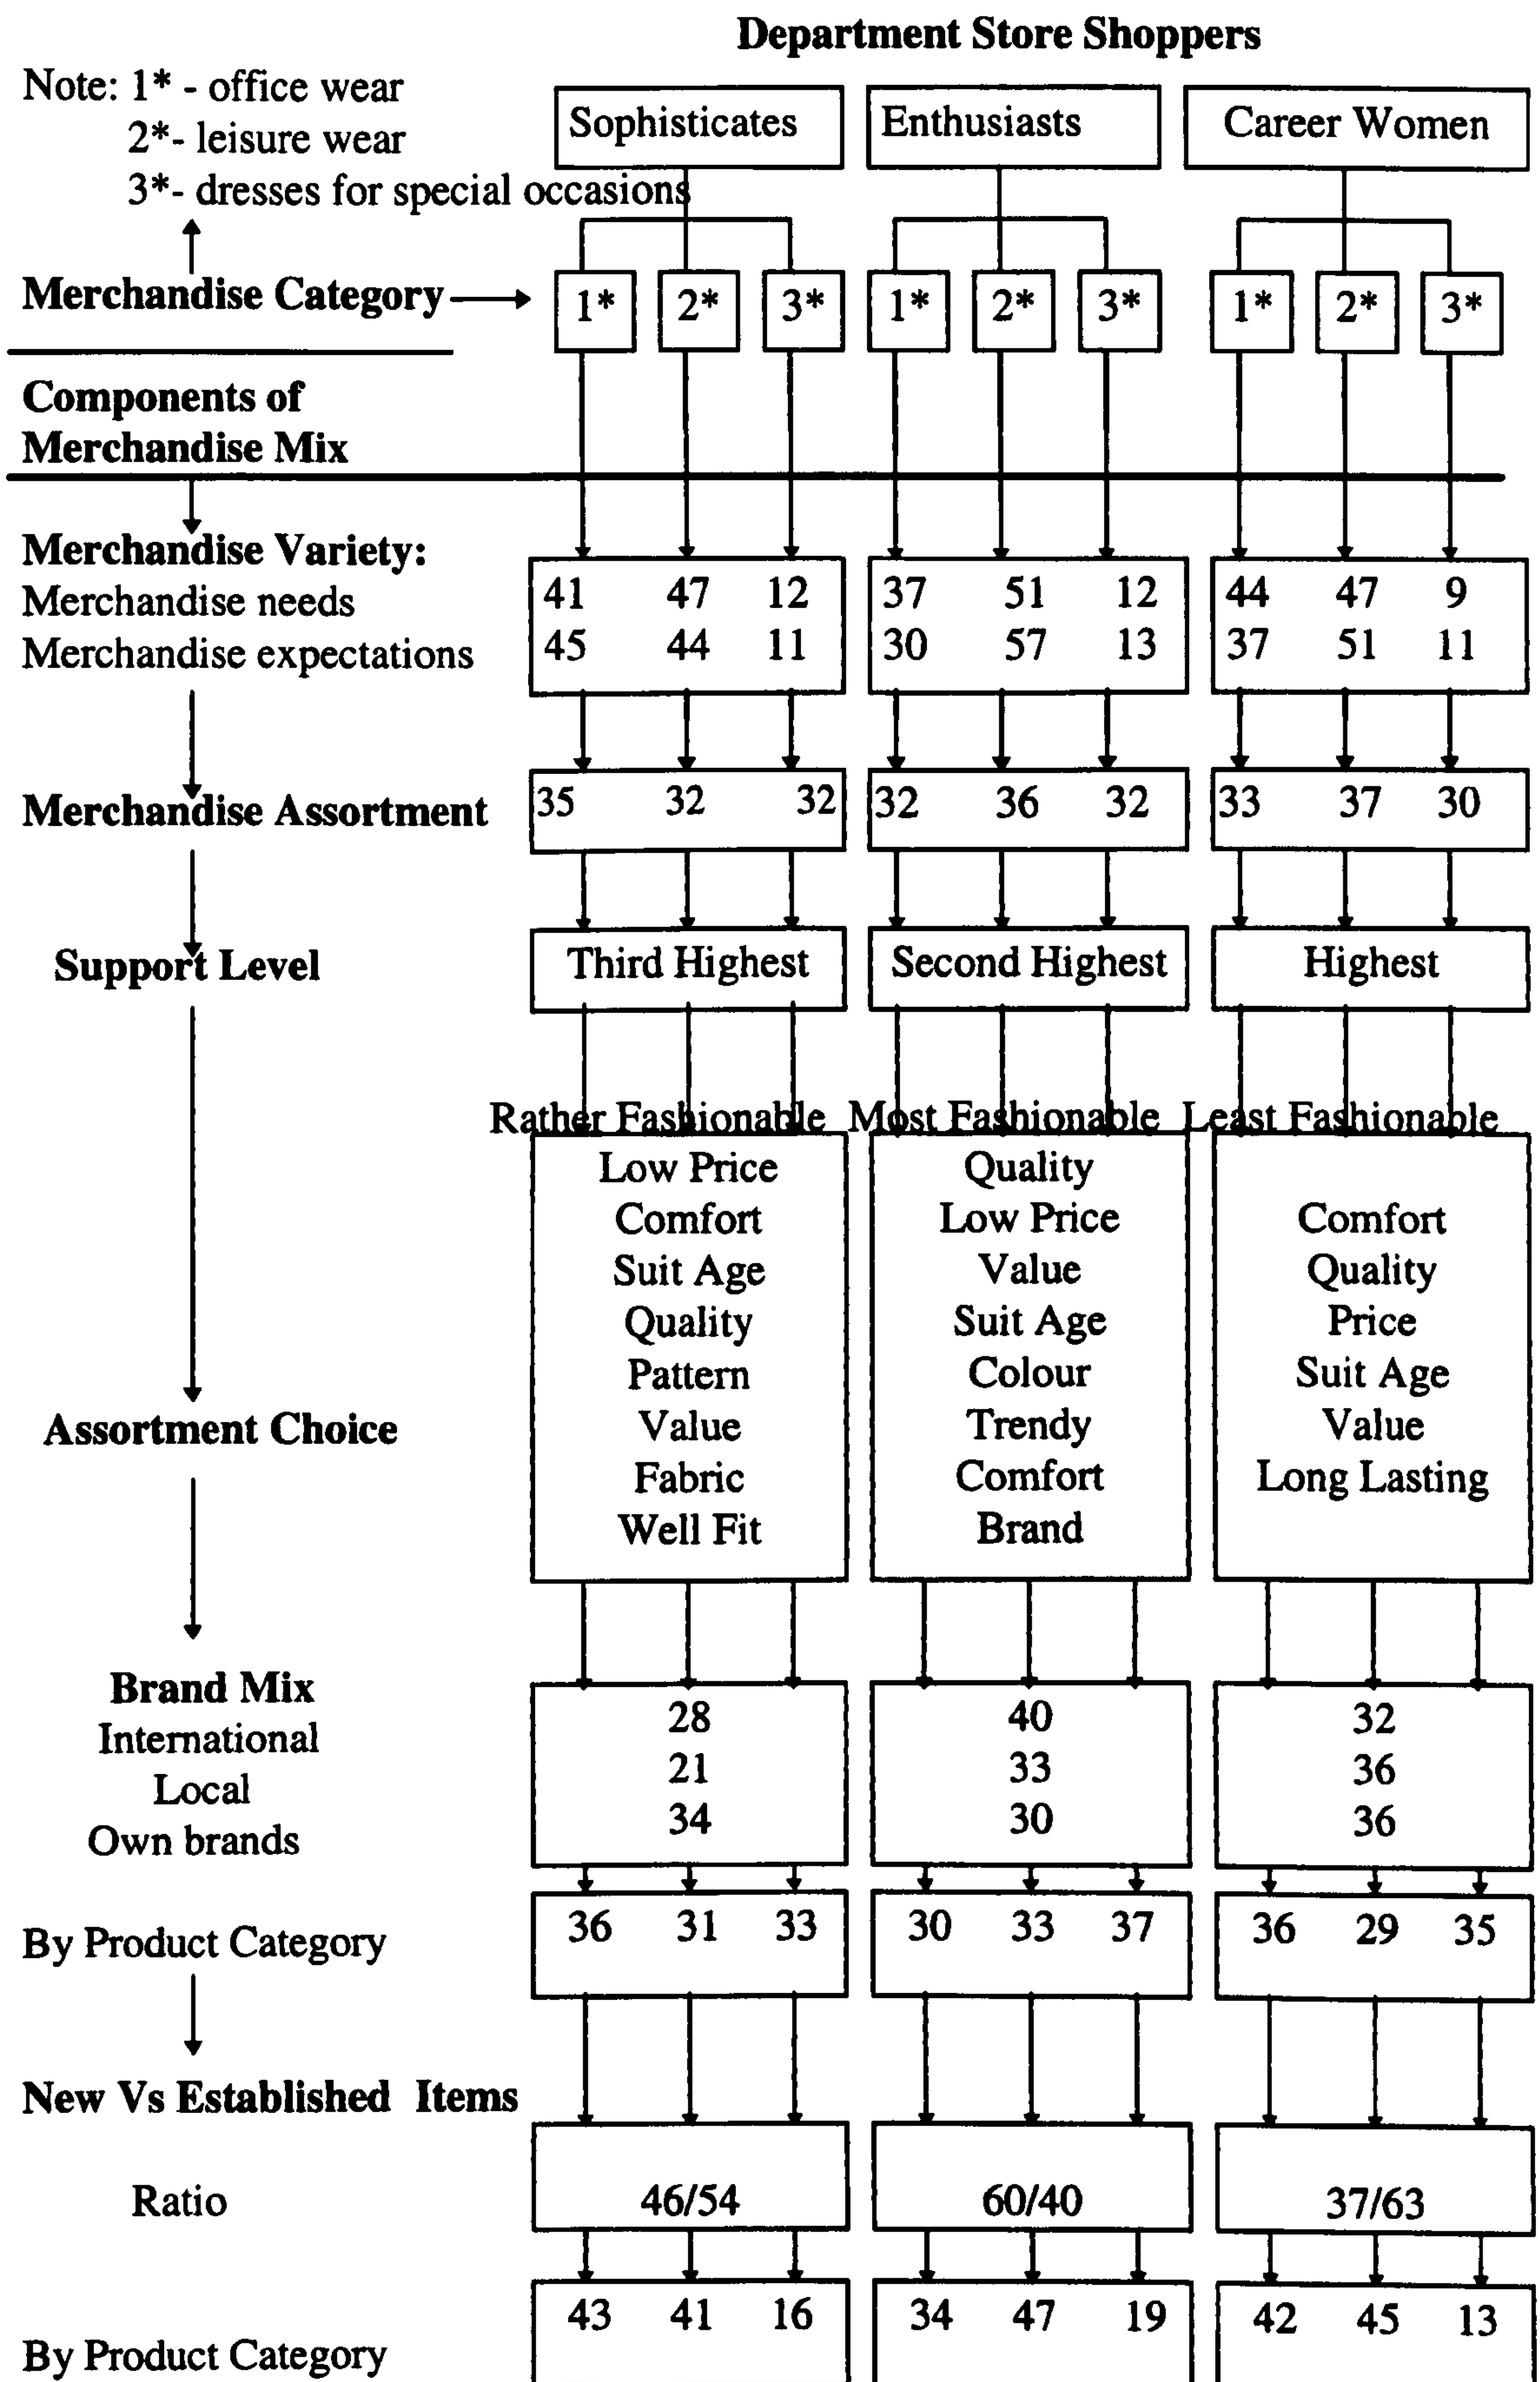 Department Store Shoppers
Note: 1* - office wear
2*- leisure wear
3*- dresses for special occasions
Sophisticates Enthusiasts Career Women
Merchandise Category 1* 2* 3* 1* 2* 3* 1* 2* 3*
Components of
Merchandise Mix
Merchandise Variety:
Merchandise needs 41 47 12 37 51 12 44 47 9
Merchandise expectations 45 44 11 30 57 13 37 51 11
Merchandise Assortment 35 32 32 32 36 32 33 37 30
Support Level Third Highest Second Highest Highest
Rather Fashionable Most Fashionable Least Fashionable
Low Price Quality
Comfort Low Price Comfort
Suit Age Value Quality
Quality Suit Age Price
Pattern Colour Suit Age
Assortment Choice Value Trendy Value
Fabric Comfort Long Lasting
Well Fit Brand
Brand Mix 28 40 32
International
Local 21 33 36
Own brands 34 30 36
By Product Category 36 31 33 30 33 37 36 29 35
New Vs Established Items
Ratio 46/54 60/40 37/63
43 41 16 34 47 19 42 45 13
By Product Category